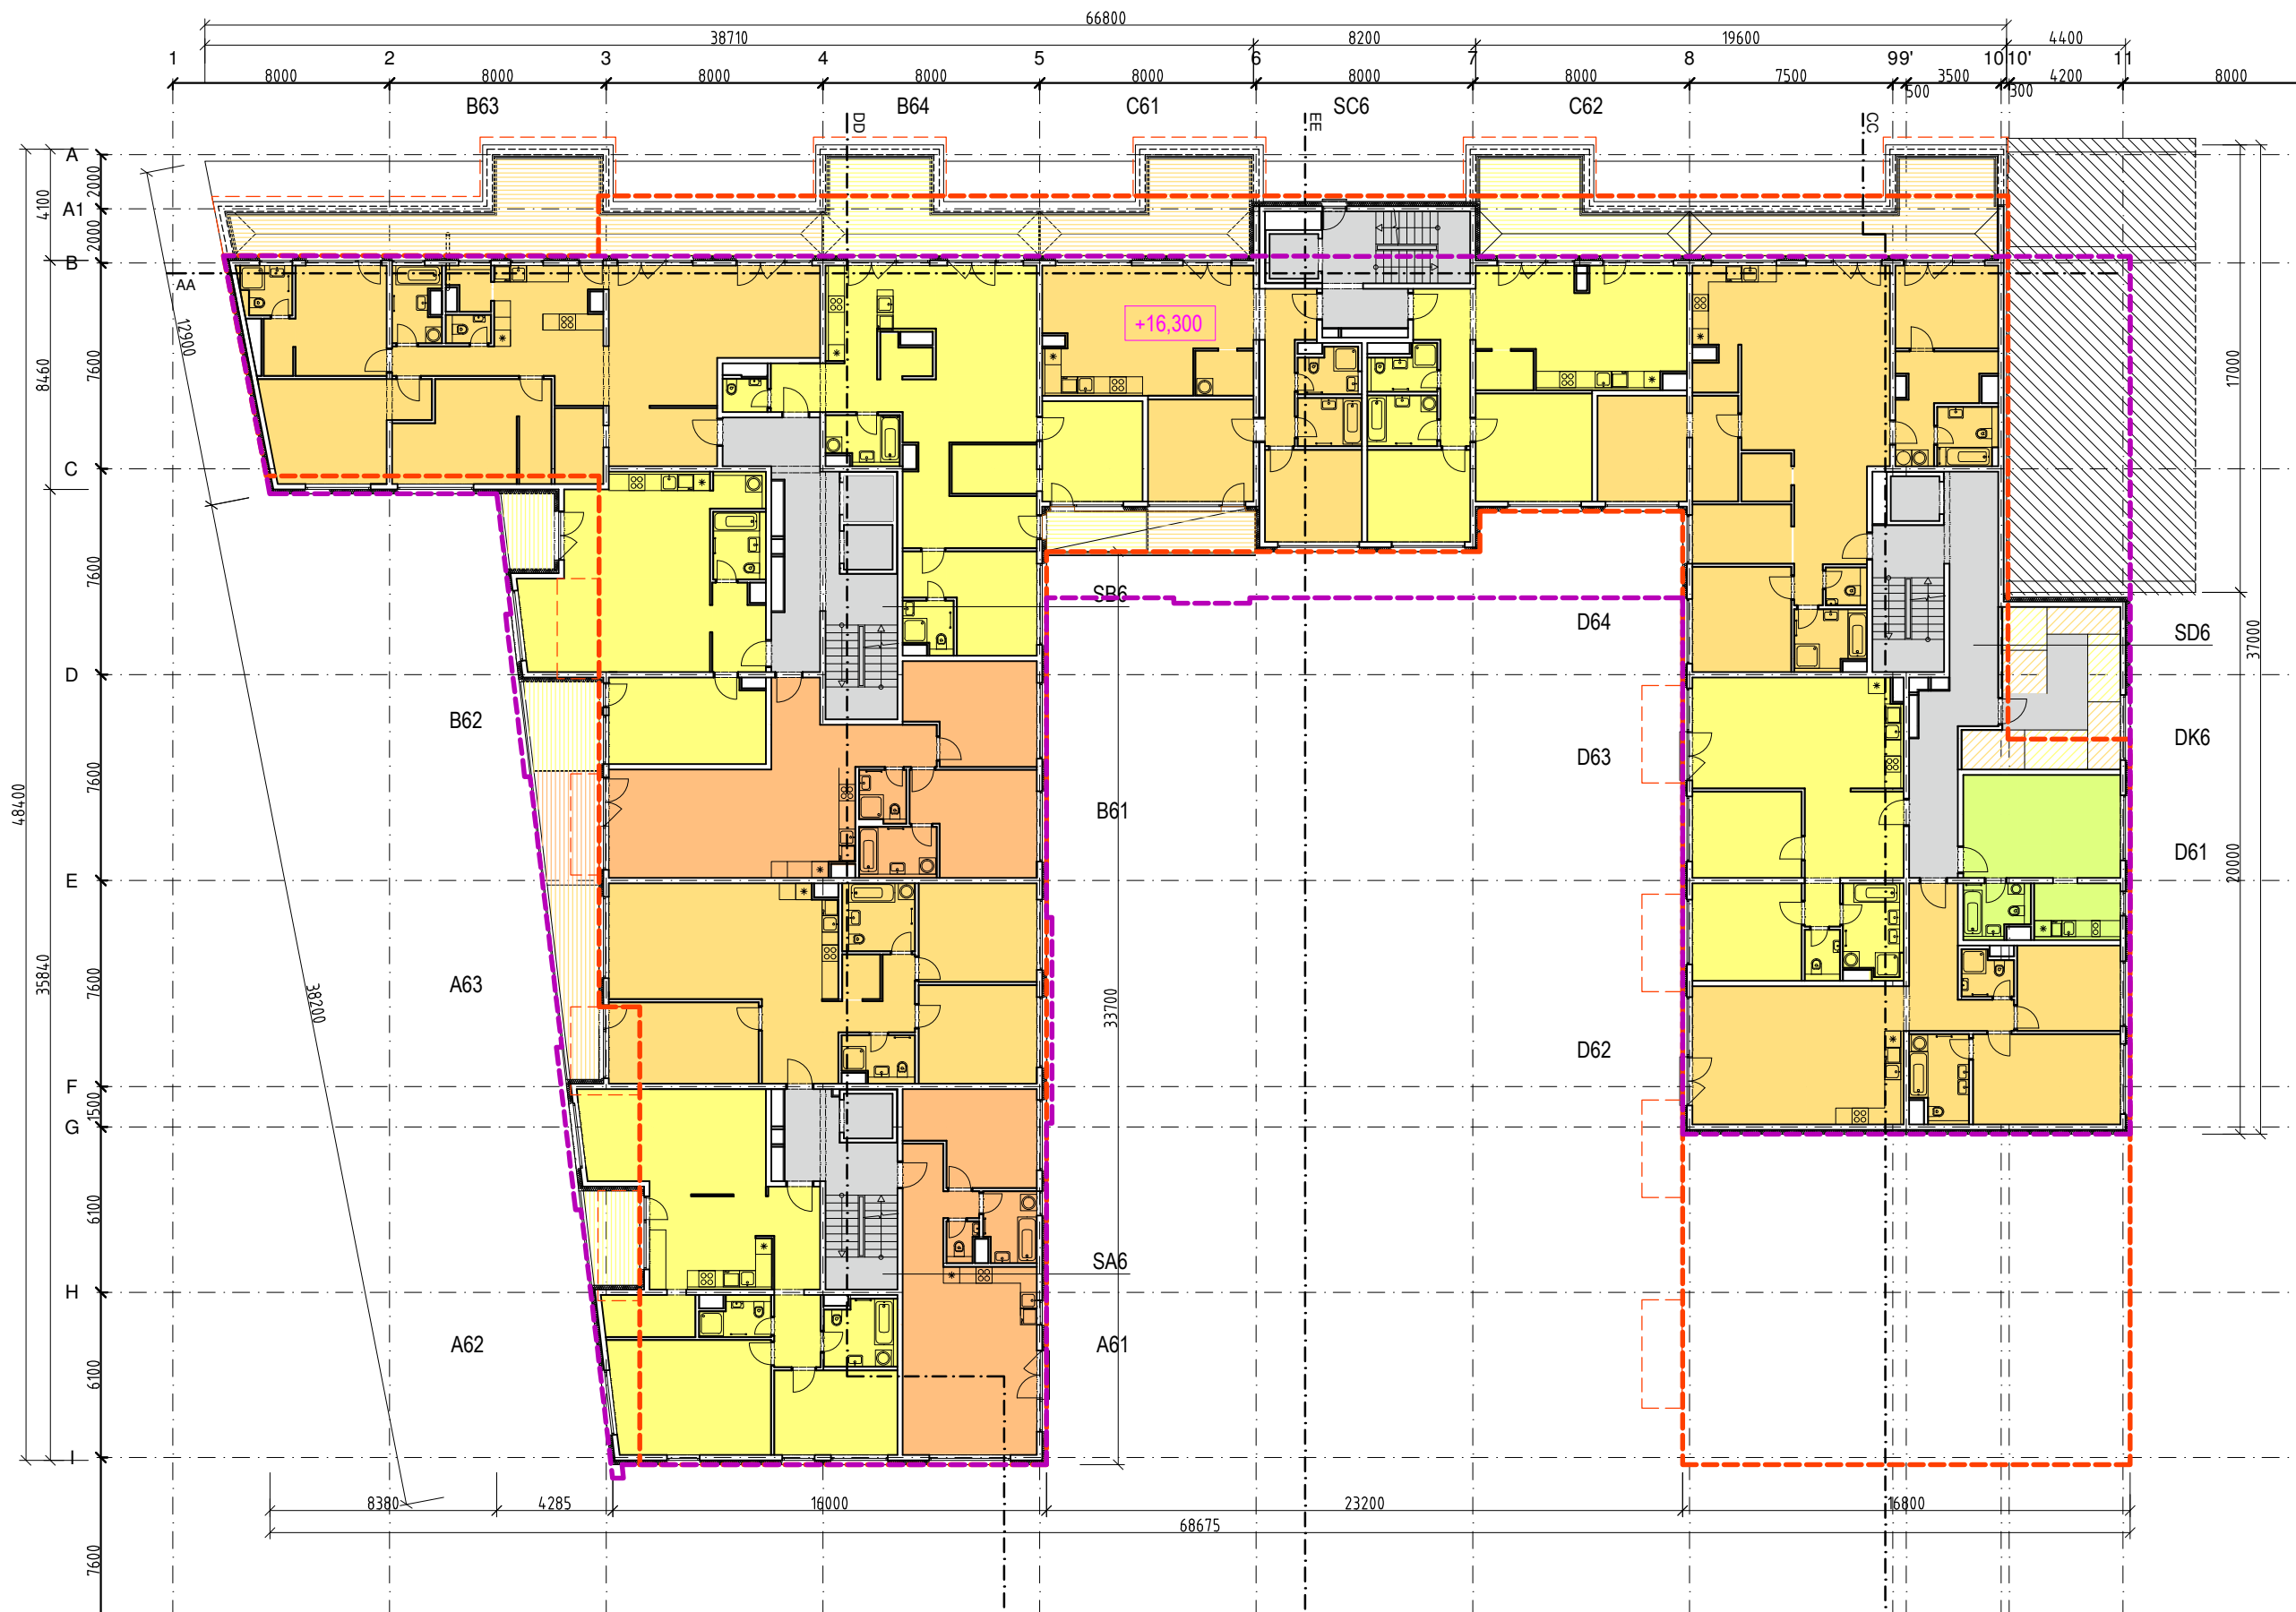 66800
38710 8200 19600 4400
1 2 3 4 5 6 7 8 9 9' 10 10' 11
8000 8000 8000 8000 8000 8000 8000 7500 500 3500 300 4200 8000
B63 B64 C61 SC6 C62
DD EE CC
A
2000
4100
A1
2000
B
AA
12900
+16,300
8460
7600
17000
C
7600
SB6
D64
SD6
37000
D
B62
D63
DK6
7600
48400
B61
D61
20000
E
A63
7600
35840
38200
33700
D62
F
1500
G
6100
SA6
H
A62
A61
6100
I
8380 4285 16000 23200 16800
68675
7600